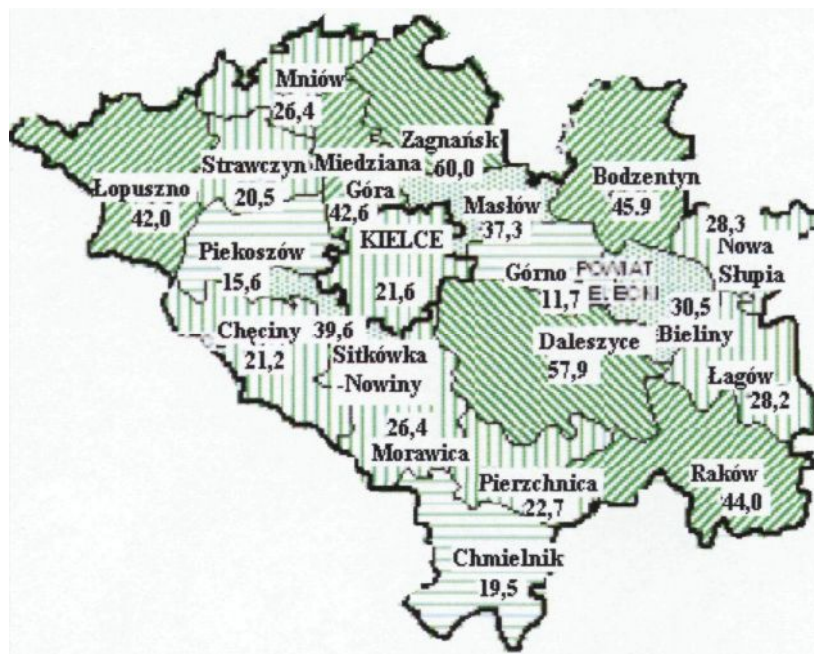 Mniów
26,4
Zagnańsk
60,0
Strawczyn
20,5
Miedziana
Góra
42,6
Łopuszno
42,0
Bodzentyn
45.9
Masłów
37,3
28,3
Nowa
Słupia
Piekoszów
15,6
KIELCE
21,6
Górno
11,7
POWIAT
30,5
Bieliny
Chęciny
21,2
39,6
Sitkówka
-Nowiny
Daleszyce
57,9
Łagów
28,2
26,4
Morawica
Pierzchnica
22,7
Raków
44,0
Chmielnik
19,5